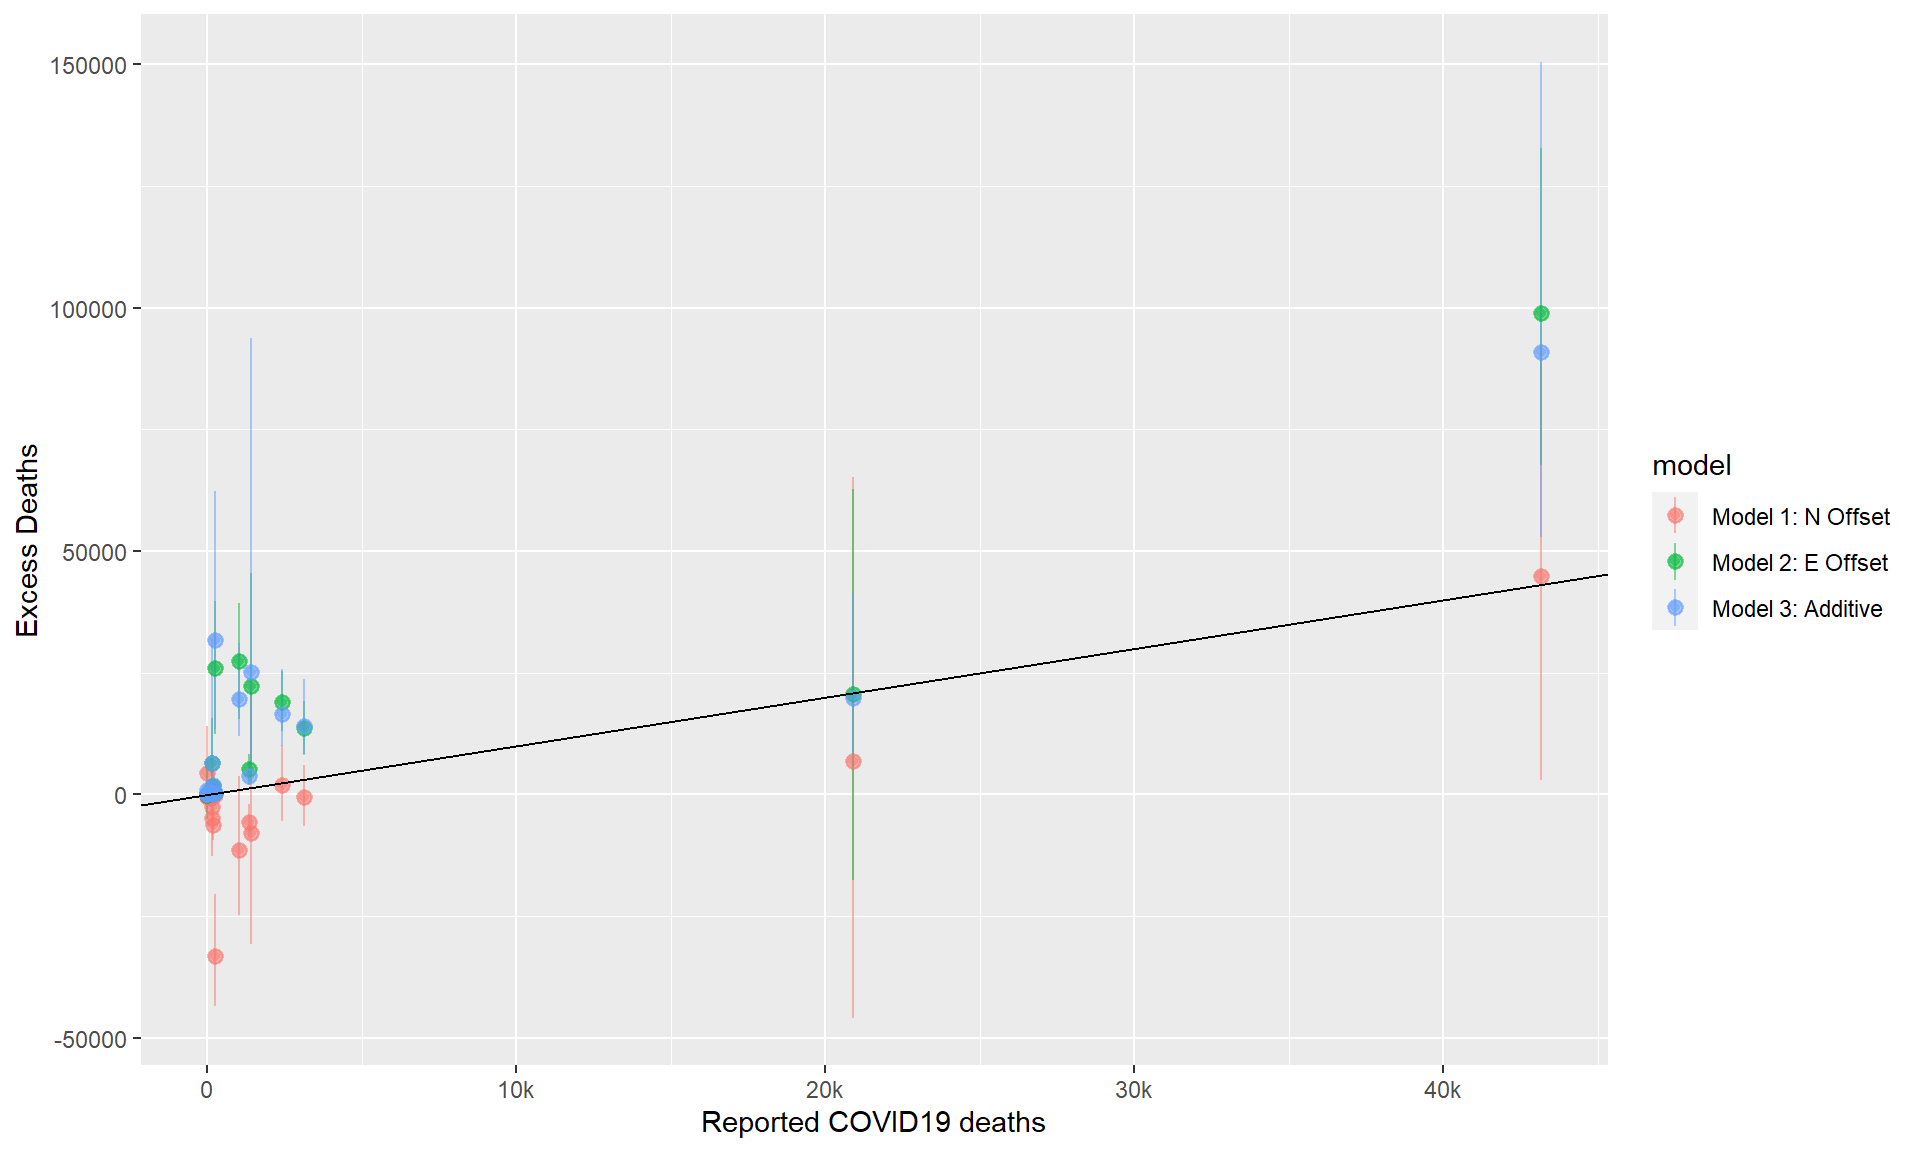 150000
100000
50000
0
-50000
Excess Deaths
0 10k 20k 30k 40k
Reported COVID19 deaths
model
Model 1: N Offset
Model 2: E Offset
Model 3: Additive